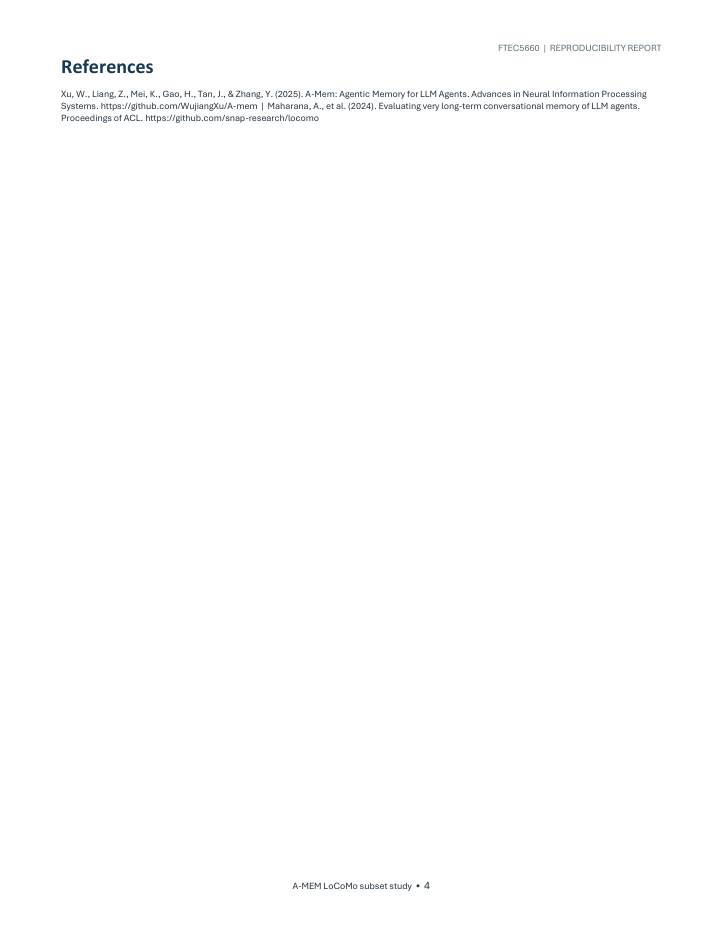 FTEC5660 | REPRODUCIBILITY REPORT
References
Xu, W., Liang, Z., Mei, K., Gao, H., Tan, J., & Zhang, Y. (2025). A-Mem: Agentic Memory for LLM Agents. Advances in Neural Information Processing
Systems. https://github.com/WujiangXu/A-mem | Maharana, A., et al. (2024). Evaluating very long-term conversational memory of LLM agents.
Proceedings of ACL. https://github.com/snap-research/locomo
A-MEM LoCoMo subset study • 4